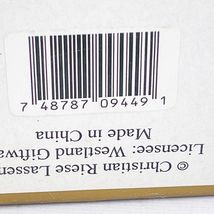 7 48787 09449 1
© Christian Riese Lassen
Licensee: Westland Giftwa
Made in China